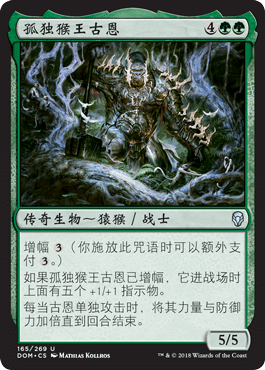 孤独猴王古恩 4
传奇生物～猿猴 / 战士
增幅 3（你施放此咒语时可以额外支
付 3。）
如果孤独猴王古恩已增幅，它进战场时
上面有五个 +1/+1 指示物。
每当古恩单独攻击时，将其力量与防御
力加倍直到回合结束。
5/5
165/269 U
DOM • CS MATHIAS KOLLROS
™ & © 2018 Wizards of the Coast